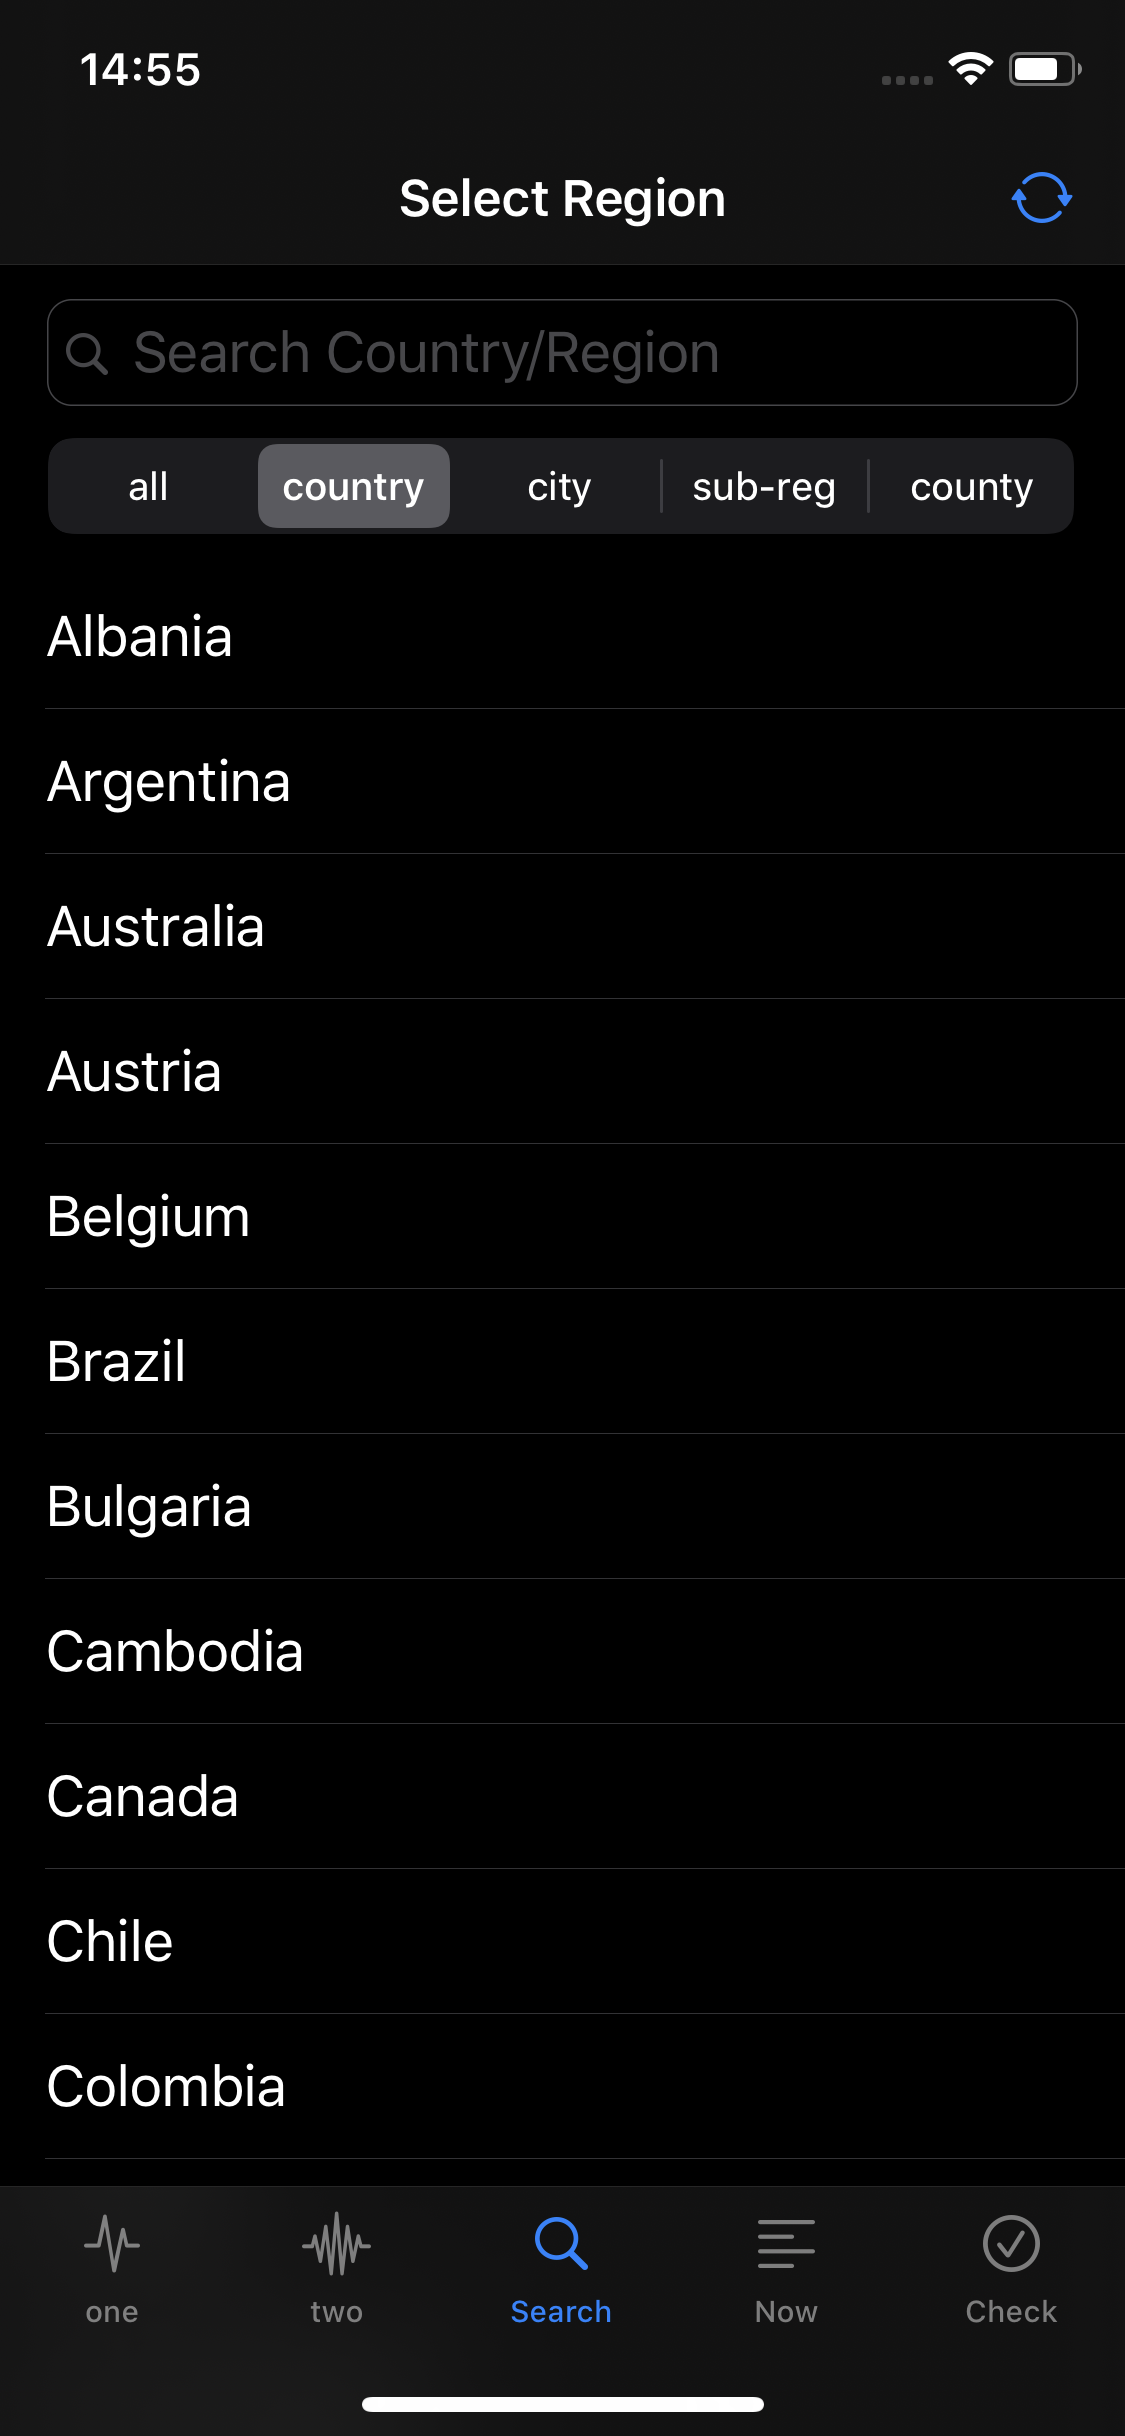 14:55
Select Region
Search Country/Region
all country city sub-reg county
Albania
Argentina
Australia
Austria
Belgium
Brazil
Bulgaria
Cambodia
Canada
Chile
Colombia
one two Search Now Check